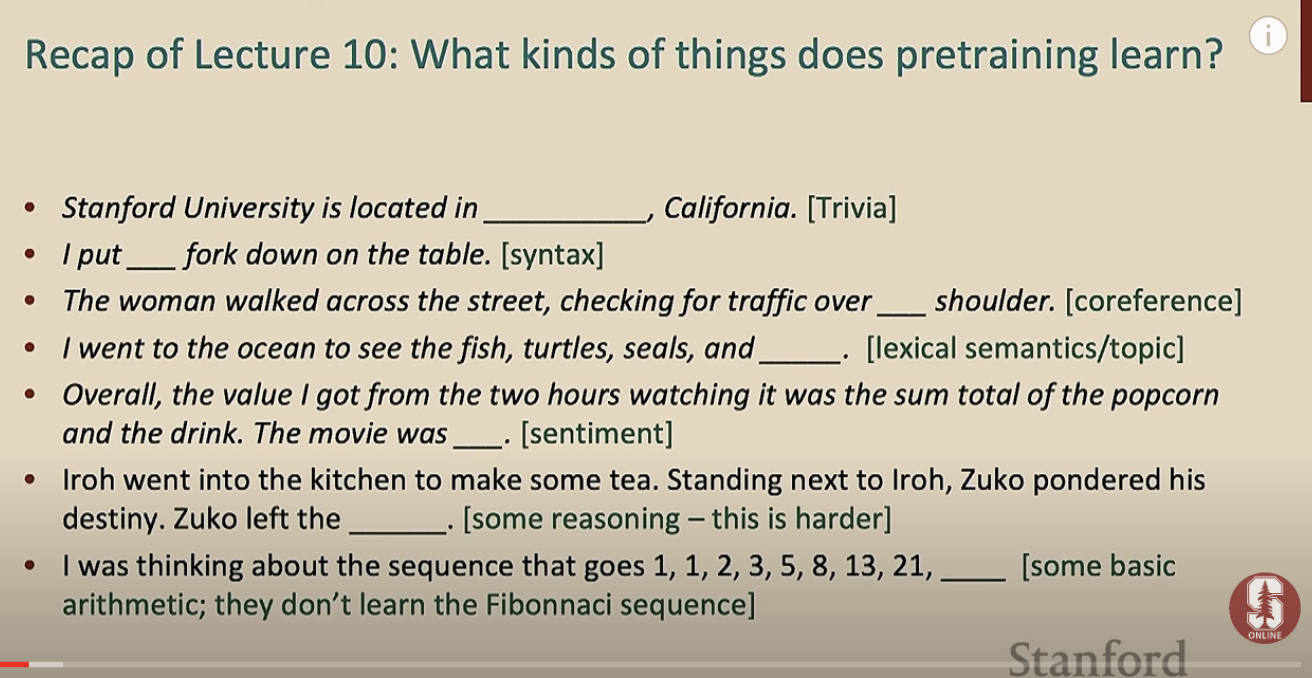 Recap of Lecture 10: What kinds of things does pretraining learn?
i
• Stanford University is located in __________, California. [Trivia]
• I put ___ fork down on the table. [syntax]
• The woman walked across the street, checking for traffic over ___ shoulder. [coreference]
• I went to the ocean to see the fish, turtles, seals, and _____. [lexical semantics/topic]
• Overall, the value I got from the two hours watching it was the sum total of the popcorn
and the drink. The movie was ___. [sentiment]
• Iroh went into the kitchen to make some tea. Standing next to Iroh, Zuko pondered his
destiny. Zuko left the ______. [some reasoning – this is harder]
• I was thinking about the sequence that goes 1, 1, 2, 3, 5, 8, 13, 21, ____ [some basic
arithmetic; they don't learn the Fibonnaci sequence]
S
ONLINE
Stanford